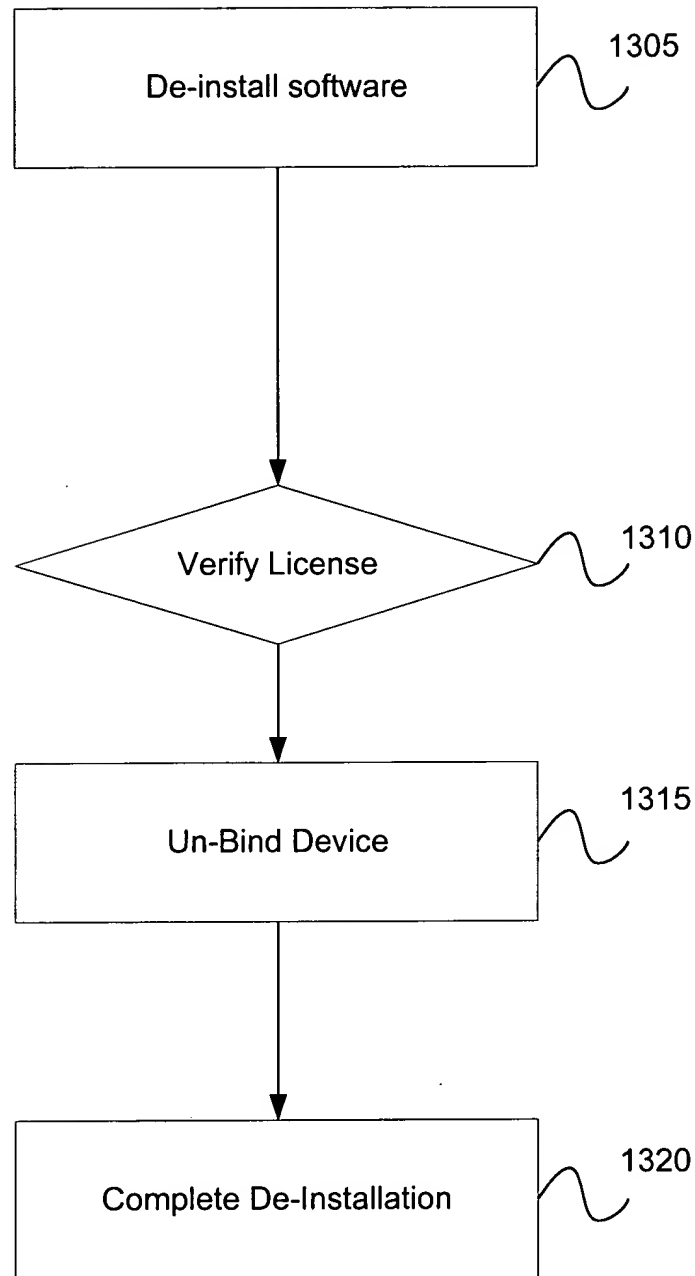 1305
De-install software
1310
Verify License
1315
Un-Bind Device
1320
Complete De-Installation